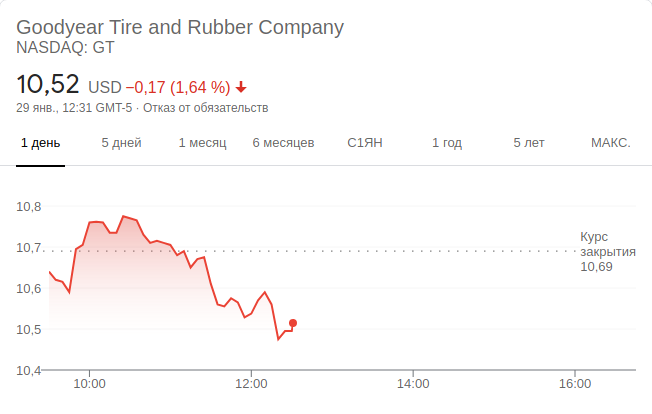 Goodyear Tire and Rubber Company
NASDAQ: GT
10,52 USD −0,17 (1,64 %)
29 янв., 12:31 GMT-5 · Отказ от обязательств
1 день 5 дней 1 месяц 6 месяцев С1ЯН 1 год 5 лет МАКС.
10,8
10,7
10,6
10,5
10,4
Курс
закрытия
10,69
10:00 12:00 14:00 16:00